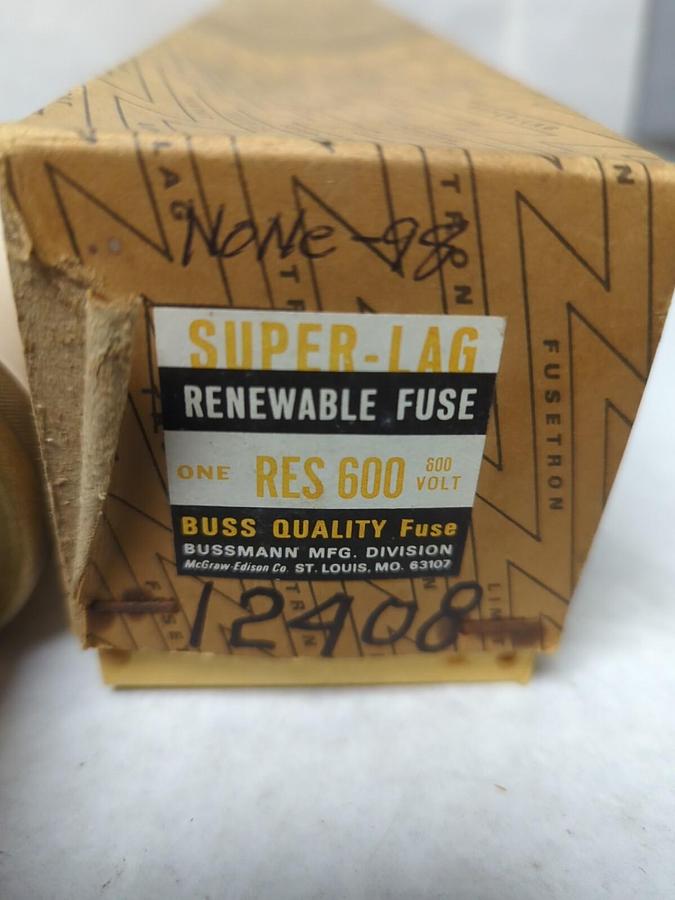 NONe-98
SUPER-LAG
RENEWABLE FUSE
ONE RES 600 600 VOLT
BUSS QUALITY Fuse
BUSSMANN MFG. DIVISION
McGraw-Edison Co. ST. LOUIS, MO. 63107
12408
FUSETRON